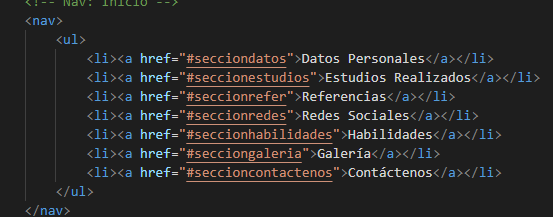 <!-- Nav: Inicio -->
<nav>
<ul>
<li><a href="#secciondatos">Datos Personales</a></li>
<li><a href="#seccionestudios">Estudios Realizados</a></li>
<li><a href="#seccionrefer">Referencias</a></li>
<li><a href="#seccionredes">Redes Sociales</a></li>
<li><a href="#seccionhabilidades">Habilidades</a></li>
<li><a href="#secciongaleria">Galería</a></li>
<li><a href="#seccioncontactenos">Contáctenos</a></li>
</ul>
</nav>